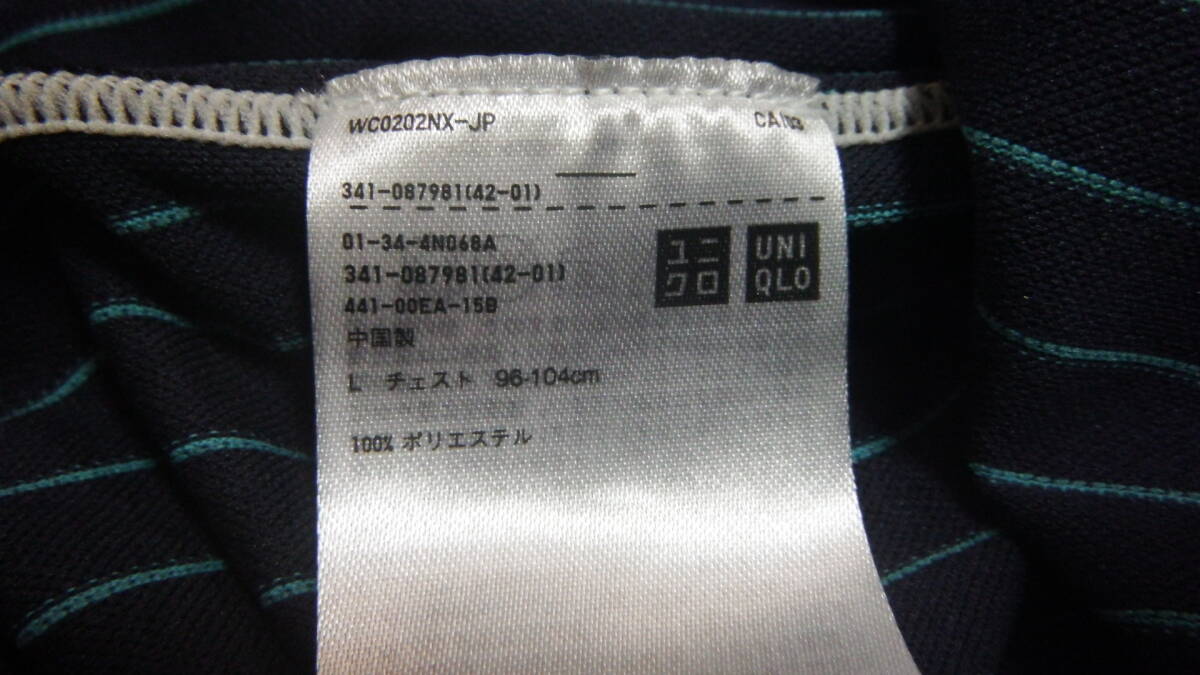 WC0202NX-JP CA/03
341-087981(42-01)
01-34-4N068A
341-087981(42-01)
441-00EA-15B
中国製
L チェスト 96-104cm
100% ポリエステル
ユニ
クロ
UNI
QLO